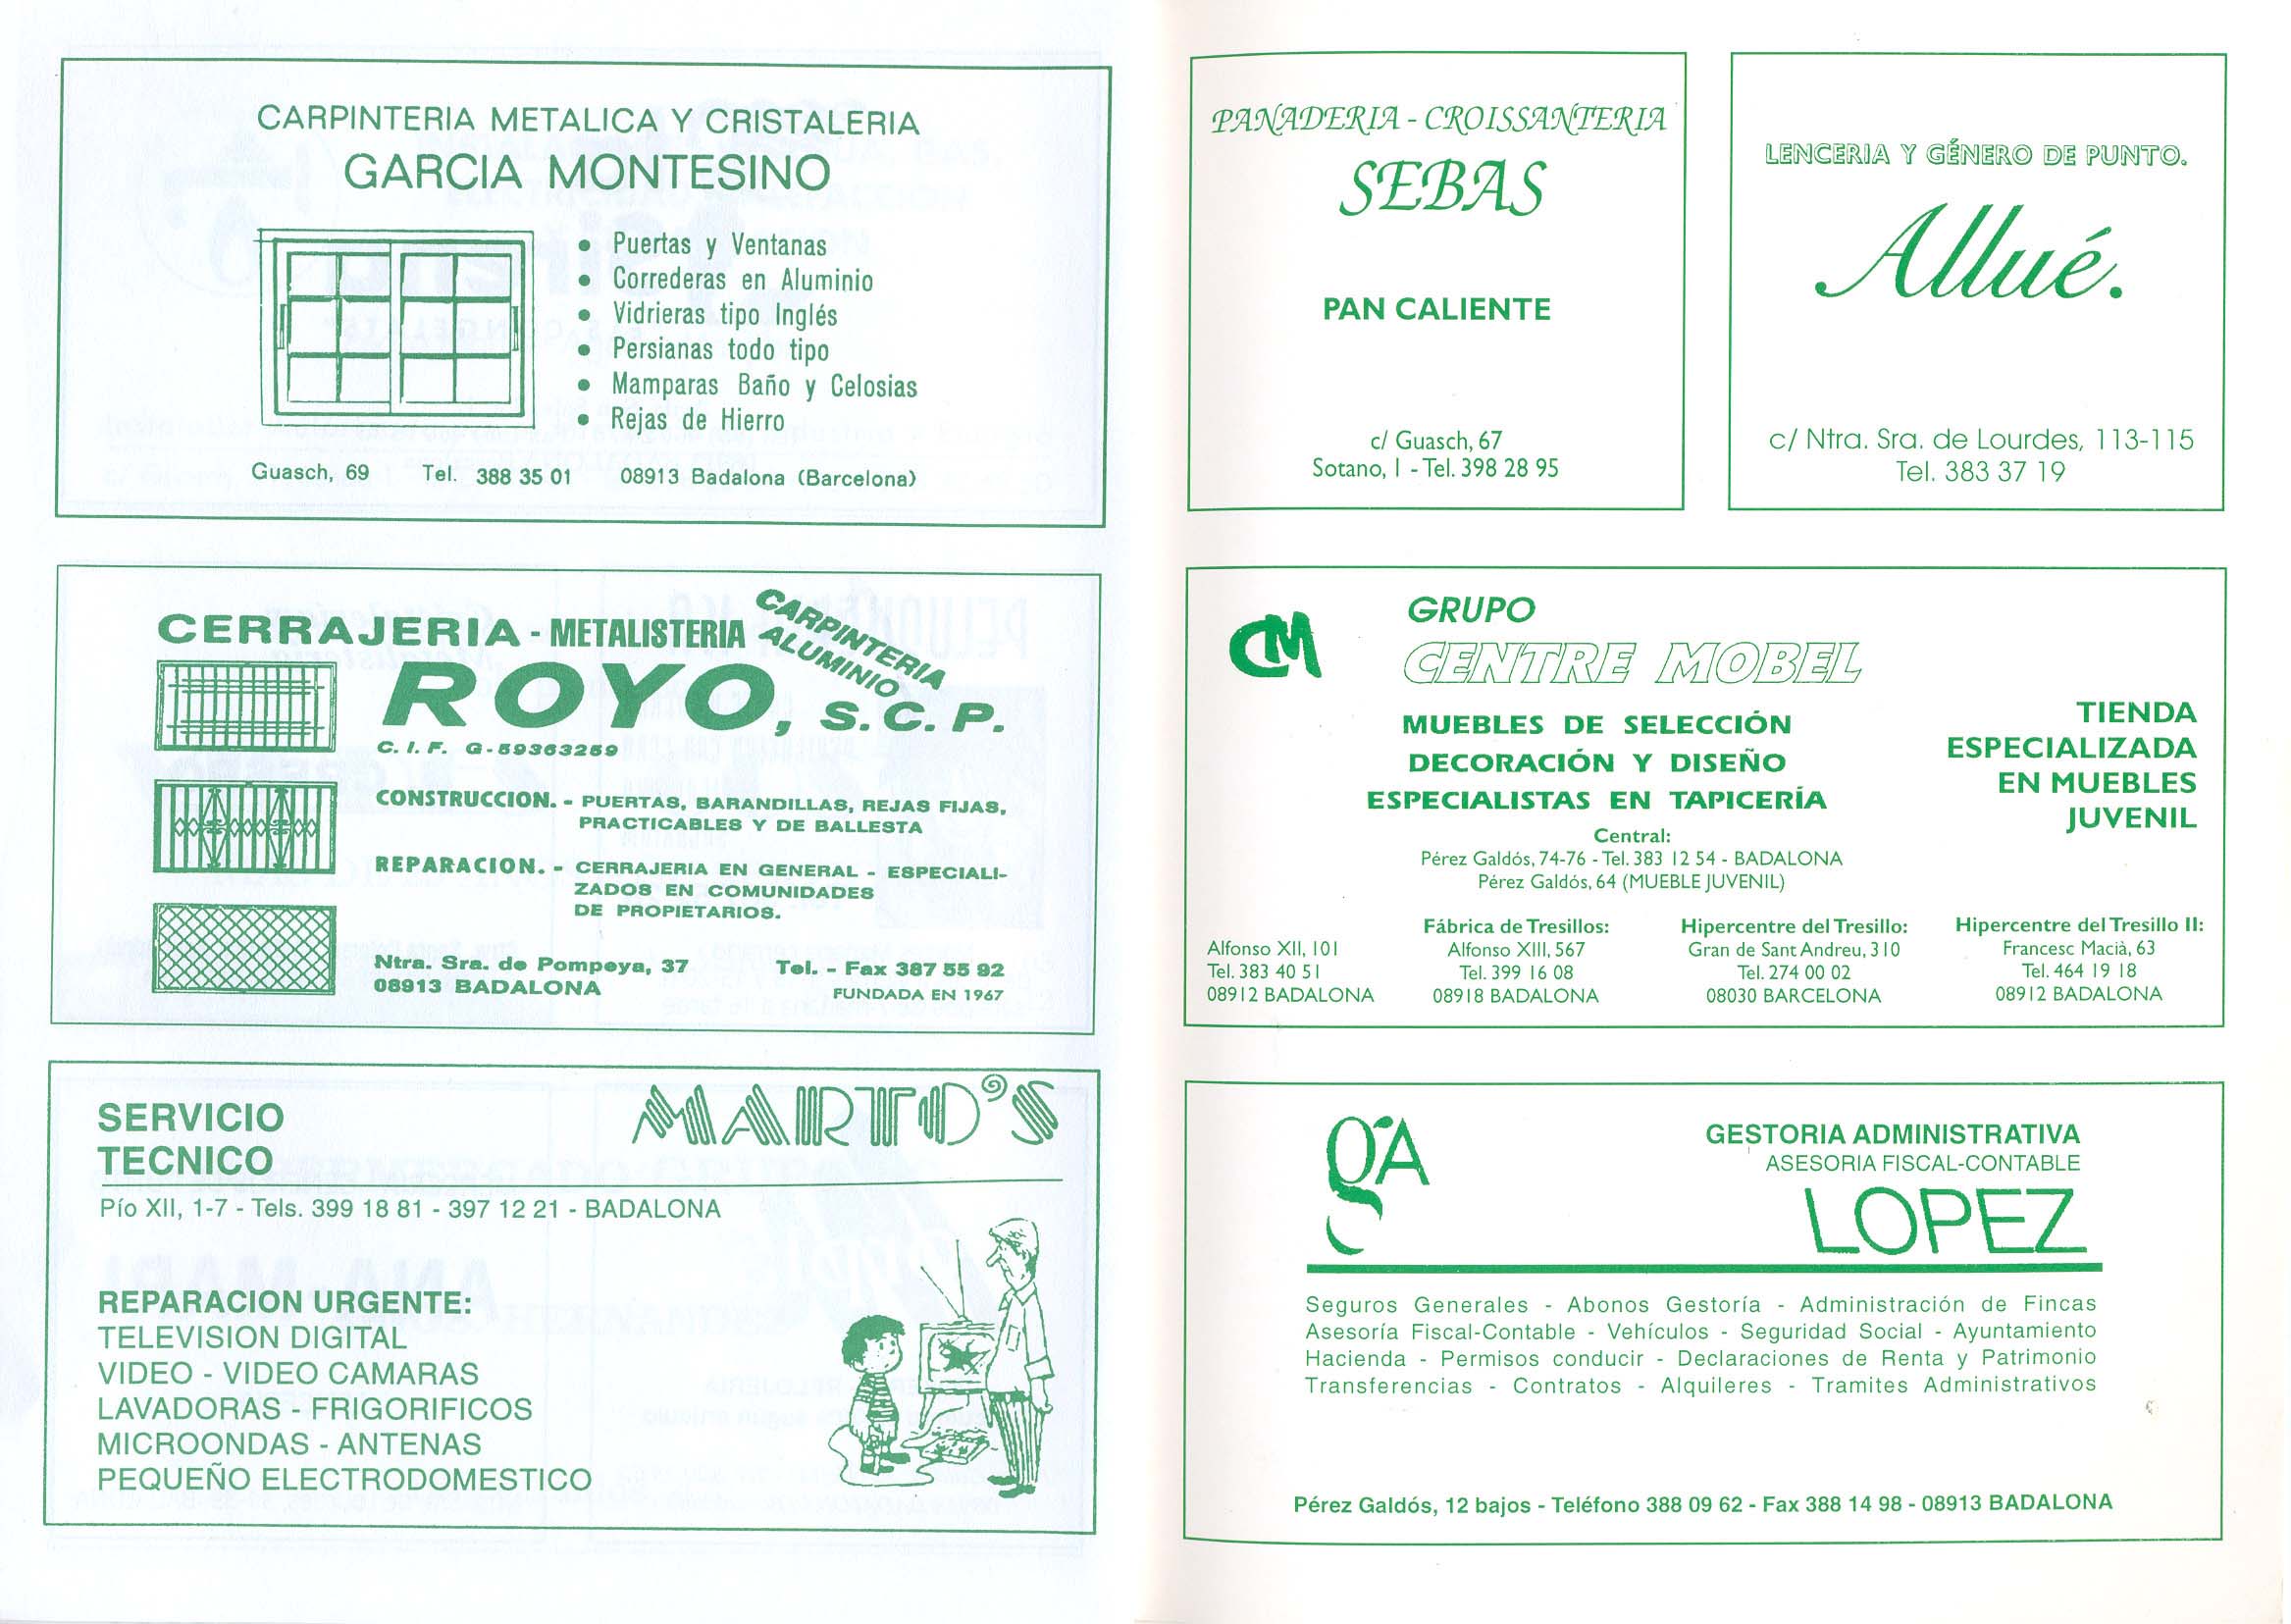 CARPINTERIA METALICA Y CRISTALERIA
GARCIA MONTESINO
• Puertas y Ventanas
• Correderas en Aluminio
• Vidrieras tipo Inglés
• Persianas todo tipo
• Mamparas Baño y Celosias
• Rejas de Hierro
Guasch, 69 Tel. 388 35 01 08913 Badalona (Barcelona)
CERRAJERIA - METALISTERIA
CARPINTERIA
ALUMINIO
ROYO, S.C.P.
C. I. F. G-59363259
CONSTRUCCION. - PUERTAS, BARANDILLAS, REJAS FIJAS,
PRACTICABLES Y DE BALLESTA
REPARACION. - CERRAJERIA EN GENERAL - ESPECIALI-
ZADOS EN COMUNIDADES
DE PROPIETARIOS.
Ntra. Sra. de Pompeya, 37 Tel. - Fax 387 55 92
08913 BADALONA FUNDADA EN 1967
SERVICIO
TECNICO
MARTO'S
Pío XII, 1-7 - Tels. 399 18 81 - 397 12 21 - BADALONA
REPARACION URGENTE:
TELEVISION DIGITAL
VIDEO - VIDEO CAMARAS
LAVADORAS - FRIGORIFICOS
MICROONDAS - ANTENAS
PEQUEÑO ELECTRODOMESTICO
PANADERIA - CROISSANTERIA
SEBAS
PAN CALIENTE
c/ Guasch, 67
Sotano, 1 - Tel. 398 28 95
LENCERIA Y GÉNERO DE PUNTO.
Allué.
c/ Ntra. Sra. de Lourdes, 113-115
Tel. 383 37 19
CM
GRUPO
CENTRE MOBEL
MUEBLES DE SELECCIÓN
DECORACIÓN Y DISEÑO
ESPECIALISTAS EN TAPICERÍA
TIENDA
ESPECIALIZADA
EN MUEBLES
JUVENIL
Central:
Pérez Galdós, 74-76 - Tel. 383 12 54 - BADALONA
Pérez Galdós, 64 (MUEBLE JUVENIL)
Alfonso XII, 101
Tel. 383 40 51
08912 BADALONA
Fábrica de Tresillos:
Alfonso XIII, 567
Tel. 399 16 08
08918 BADALONA
Hipercentre del Tresillo:
Gran de Sant Andreu, 310
Tel. 274 00 02
08030 BARCELONA
Hipercentre del Tresillo II:
Francesc Macià, 63
Tel. 464 19 18
08912 BADALONA
gA
GESTORIA ADMINISTRATIVA
ASESORIA FISCAL-CONTABLE
LOPEZ
Seguros Generales - Abonos Gestoría - Administración de Fincas
Asesoría Fiscal-Contable - Vehículos - Seguridad Social - Ayuntamiento
Hacienda - Permisos conducir - Declaraciones de Renta y Patrimonio
Transferencias - Contratos - Alquileres - Tramites Administrativos
Pérez Galdós, 12 bajos - Teléfono 388 09 62 - Fax 388 14 98 - 08913 BADALONA